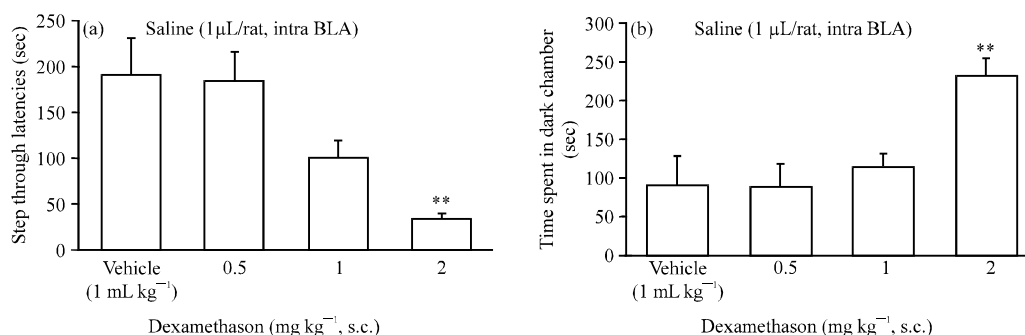 (a) Saline (1µL/rat, intra BLA)
Step through latencies (sec)
250
200
150
100
50
0
**
Vehicle 0.5 1 2
(1 mL kg⁻¹)
Dexamethason (mg kg⁻¹, s.c.)
(b) Saline (1 µL/rat, intra BLA)
Time spent in dark chamber
(sec)
300
250
200
150
100
50
0
**
Vehicle 0.5 1 2
(1 mL kg⁻¹)
Dexamethason (mg kg⁻¹, s.c.)